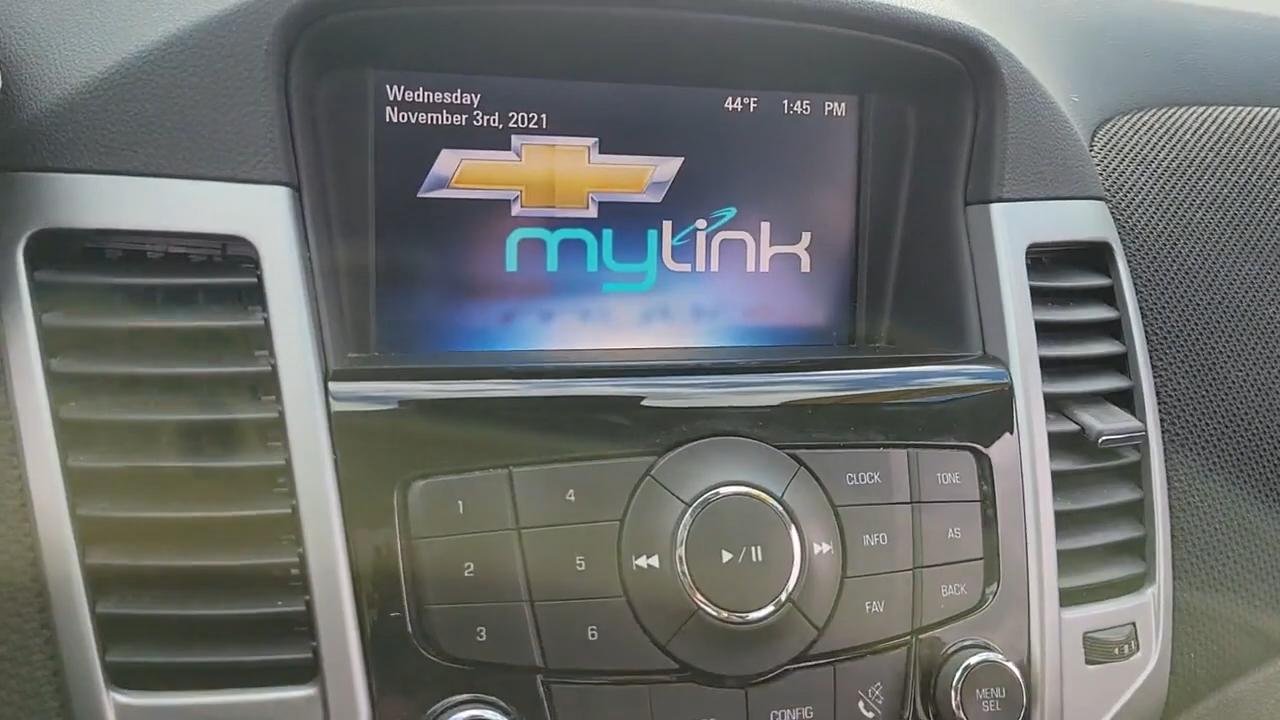 Wednesday
November 3rd, 2021
44°F 1:45 PM
mylink
1
4
CLOCK
TONE
2
5
INFO
AS
3
6
FAV
BACK
CONFIG
MENU
SEL